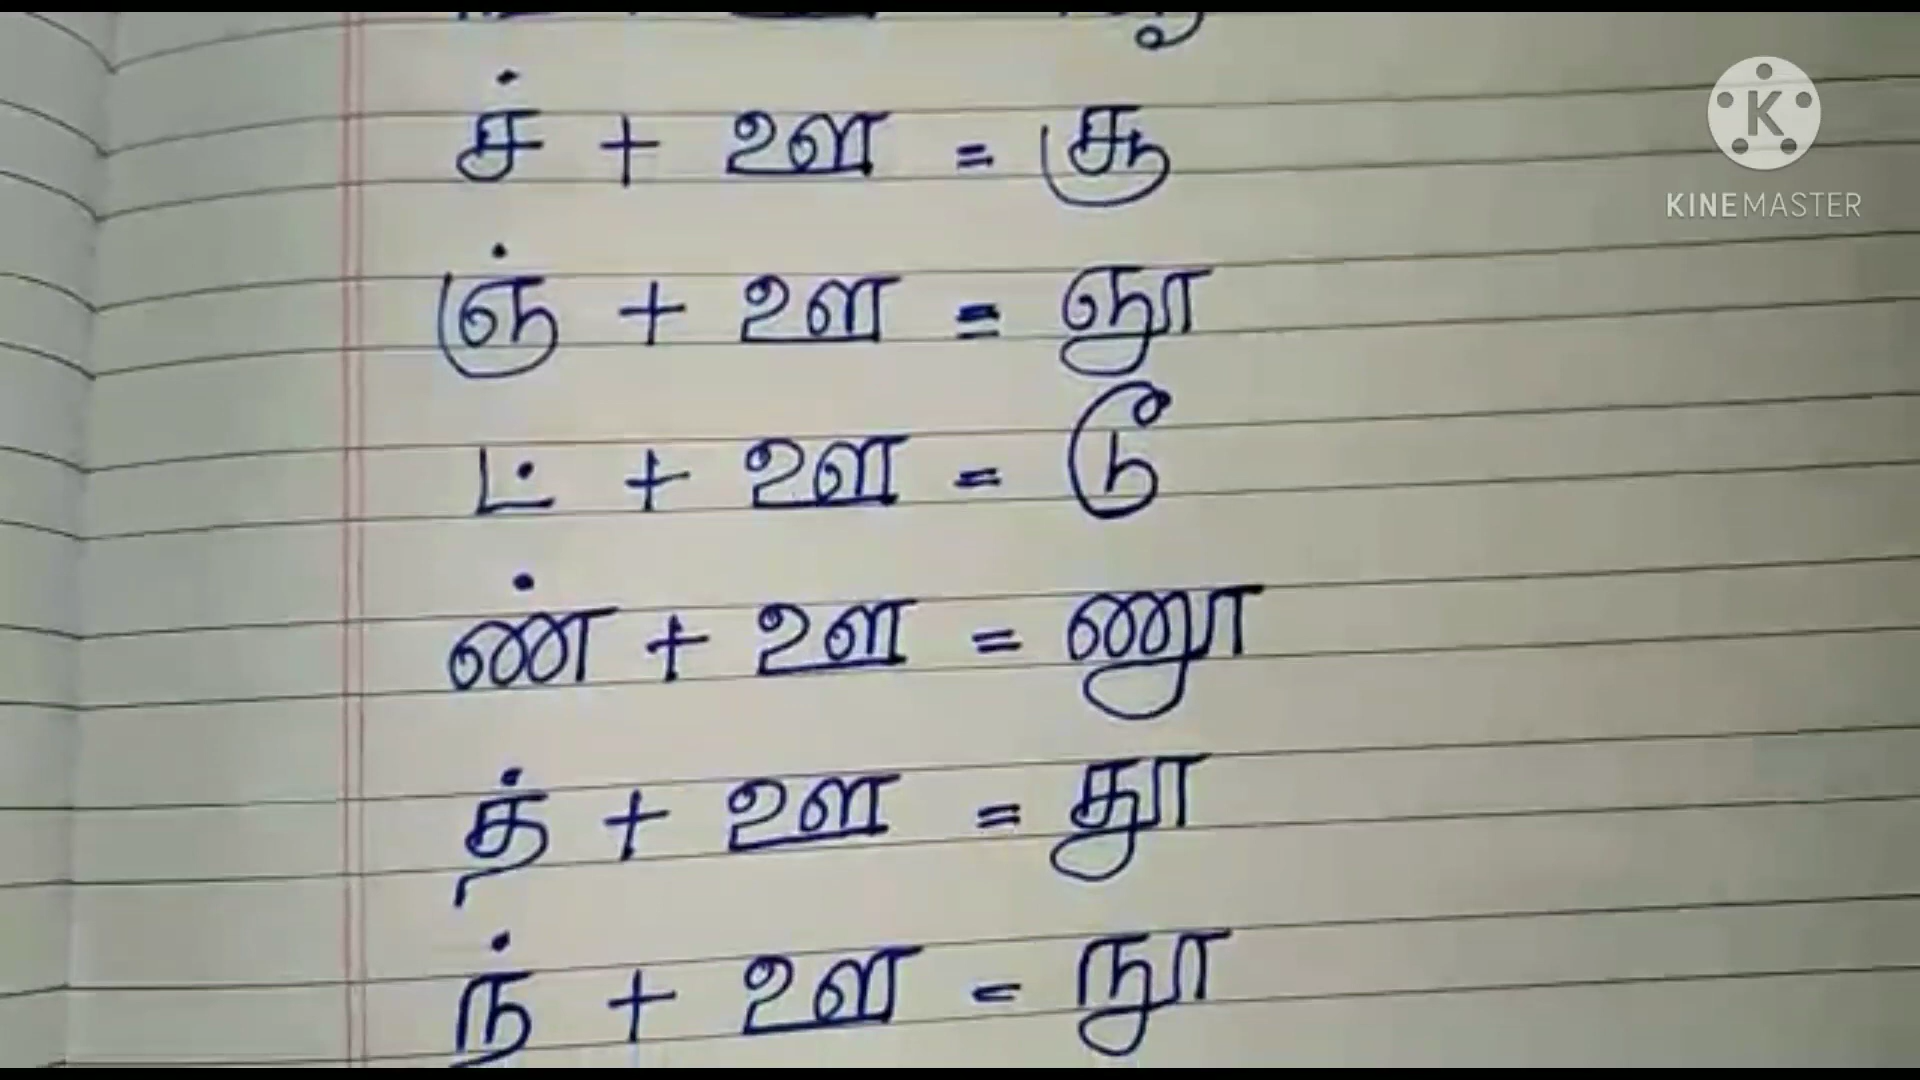 ச் + ஊ = சூ
ஞ் + ஊ = ஞூ
ட் + ஊ = டூ
ண் + ஊ = ணூ
த் + ஊ = தூ
ந் + ஊ = நூ
K
KINEMASTER